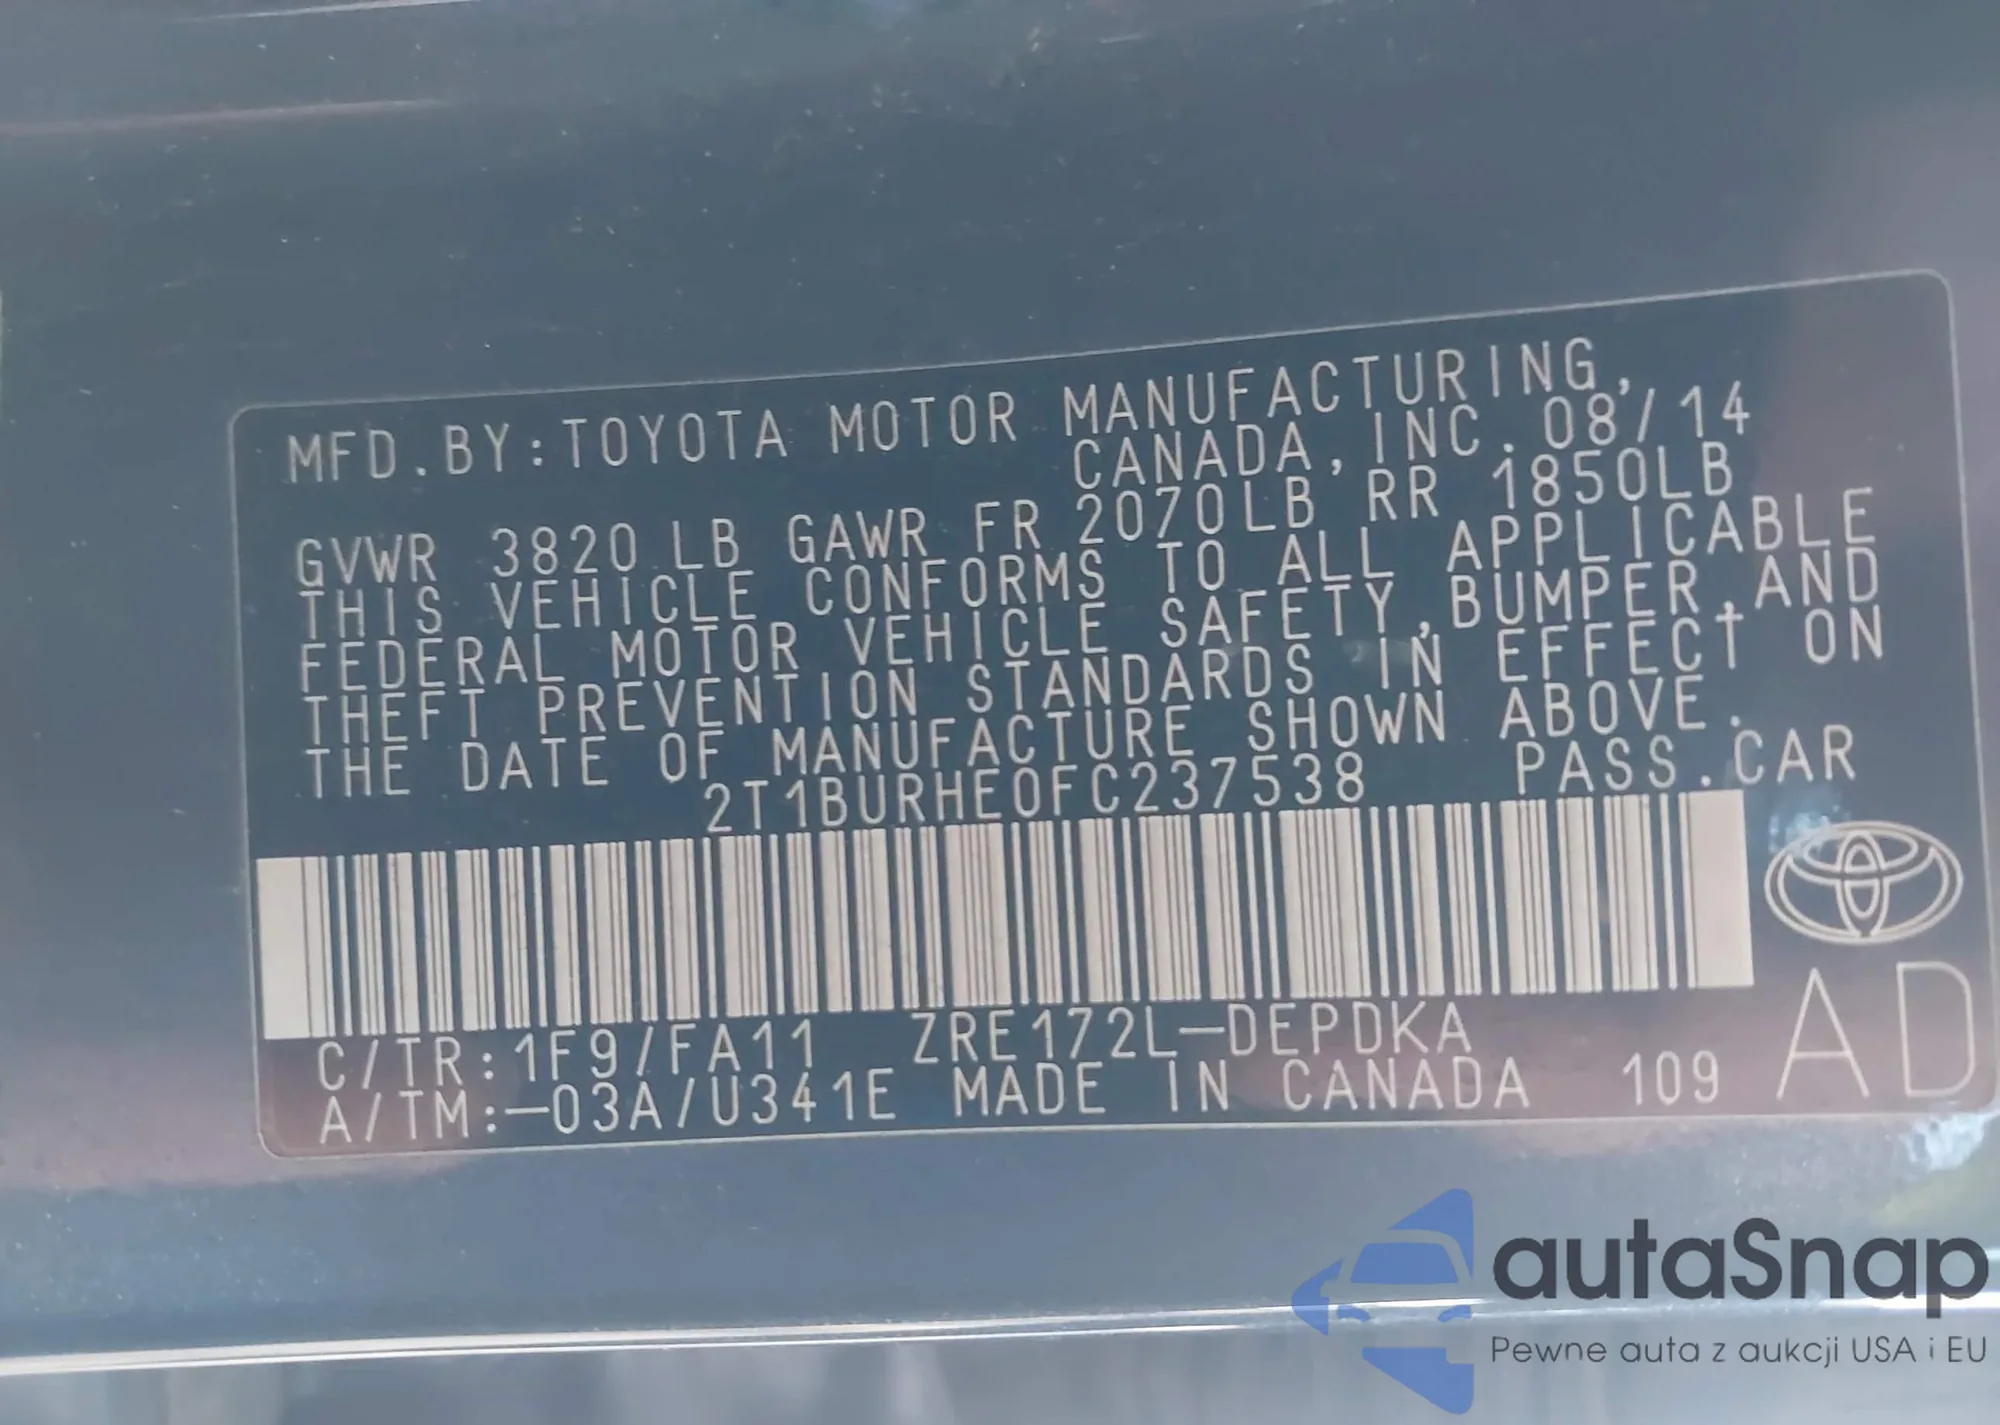 MFD.BY:TOYOTA MOTOR MANUFACTURING,
CANADA,INC.08/14
GVWR 3820 LB GAWR FR 2070LB RR 1850LB
THIS VEHICLE CONFORMS TO ALL APPLICABLE
FEDERAL MOTOR VEHICLE SAFETY,BUMPER,AND
THEFT PREVENTION STANDARDS IN EFFECT ON
THE DATE OF MANUFACTURE SHOWN ABOVE.
2T1BURHE0FC237538 PASS.CAR
C/TR:1F9/FA11 ZRE172L-DEPDKA
A/TM:-03A/U341E MADE IN CANADA 109 AD
autaSnap
Pewne auta z aukcji USA i EU